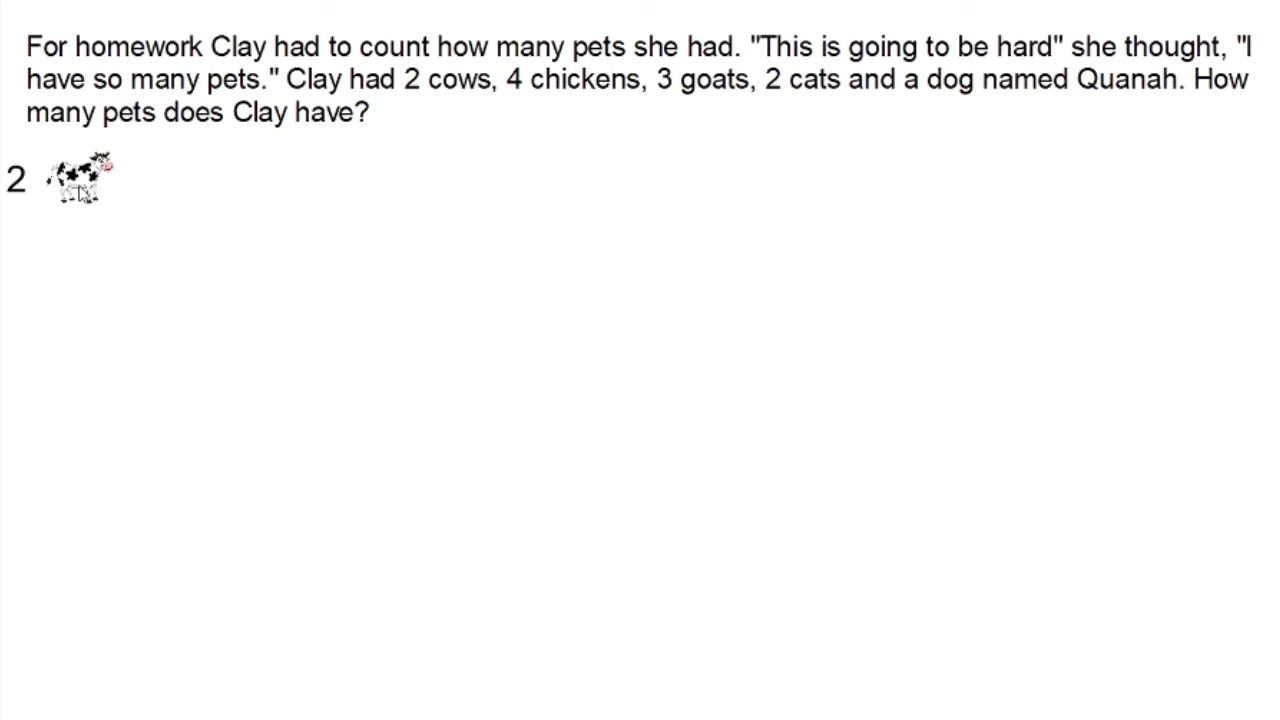 For homework Clay had to count how many pets she had. "This is going to be hard" she thought, "I
have so many pets." Clay had 2 cows, 4 chickens, 3 goats, 2 cats and a dog named Quanah. How
many pets does Clay have?
2